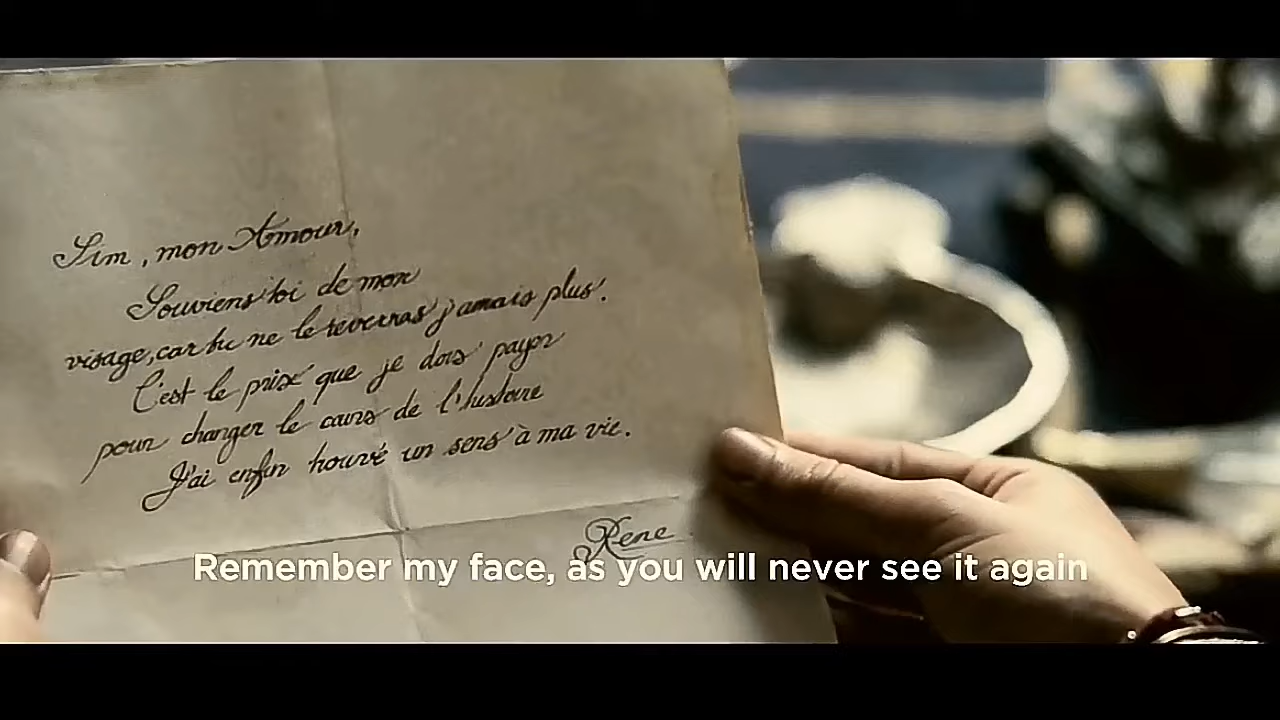 Sim, mon Amour,
Souviens toi de mon
visage, car tu ne le reverras jamais plus.
C'est le prix que je dois payer
pour changer le cours de l'histoire
J'ai enfin trouvé un sens à ma vie.
Rene
Remember my face, as you will never see it again